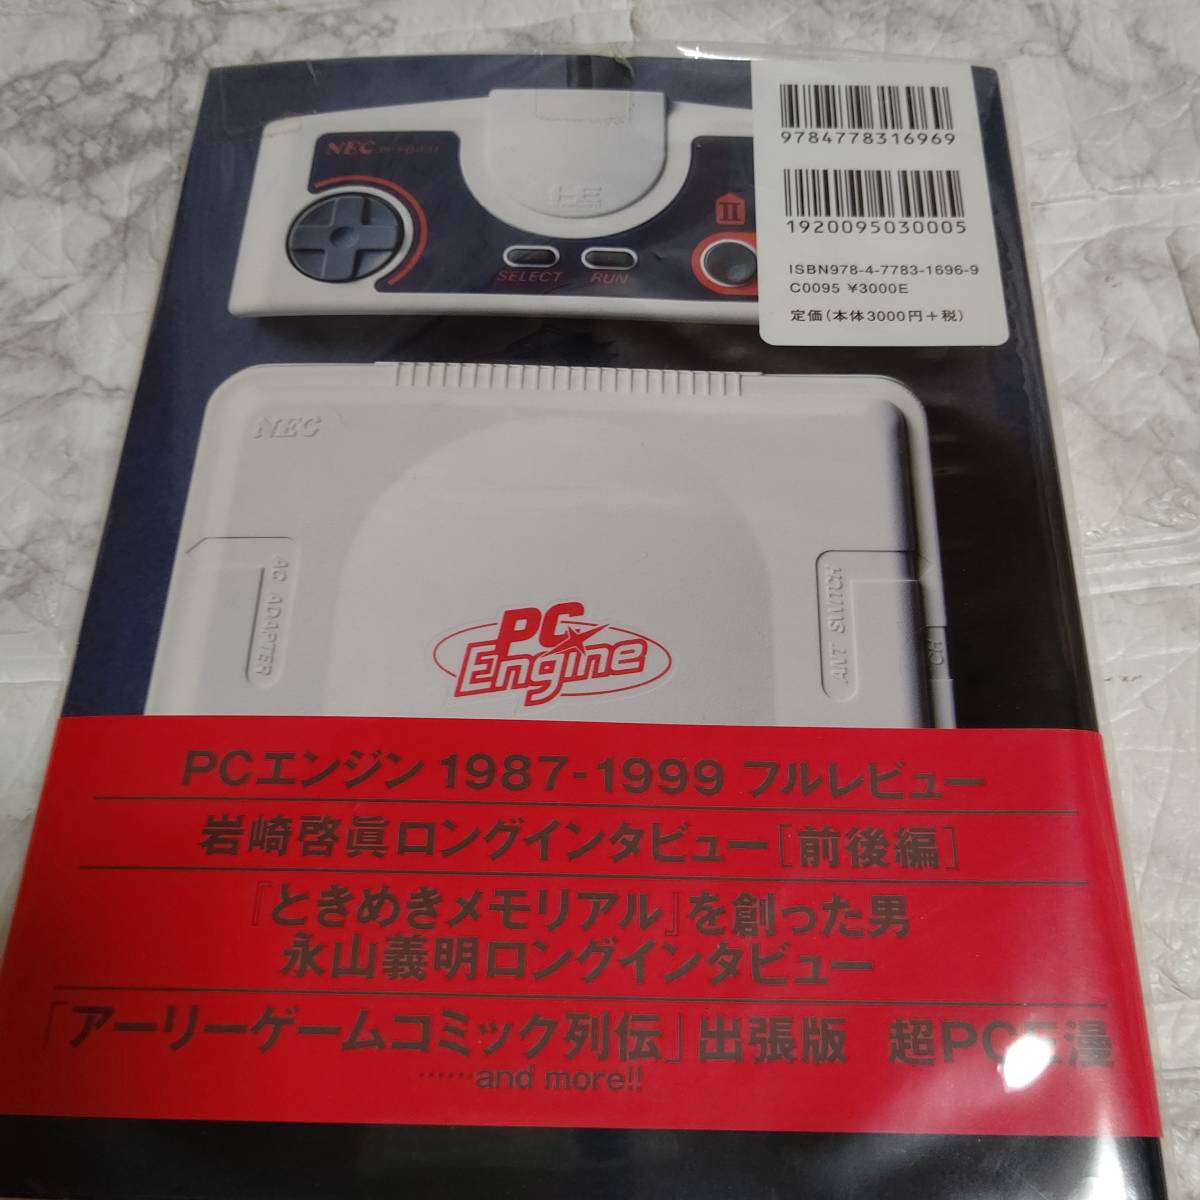 9784778316969
1920095030005
ISBN978-4-7783-1696-9
C0095 ¥3000E
定価(本体3000円+税)
NEC
II
SELECT
RUN
NEC
AC ADAPTER
ANT SWITCH
CH
PC
Engine
PCエンジン 1987-1999 フルレビュー
岩崎啓眞ロングインタビュー[前後編]
『ときめきメモリアル』を創った男
永山義明ロングインタビュー
「アーリーゲームコミック列伝」出張版 超PCE漫
……and more!!